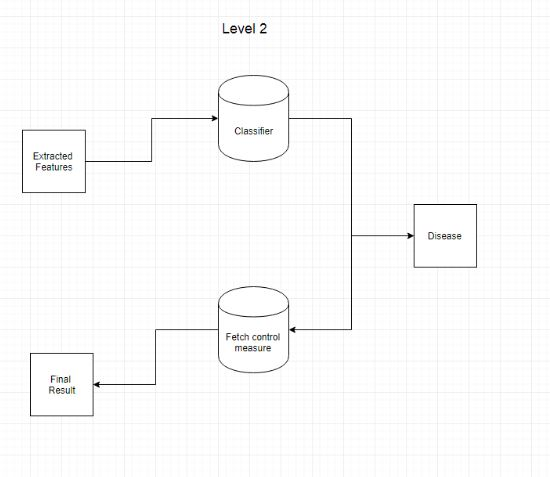 Level 2
Classifier
Extracted
Features
Disease
Fetch control
measure
Final
Result